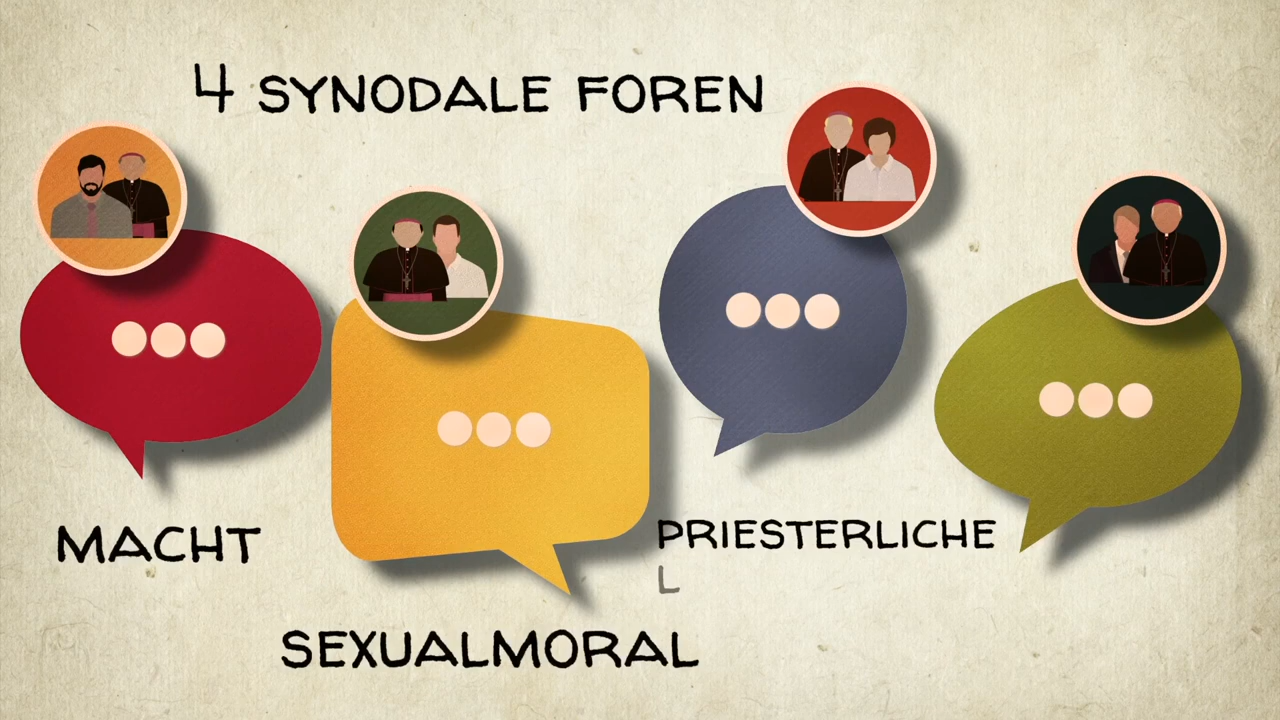 4 SYNODALE FOREN
MACHT
SEXUALMORAL
PRIESTERLICHE
L